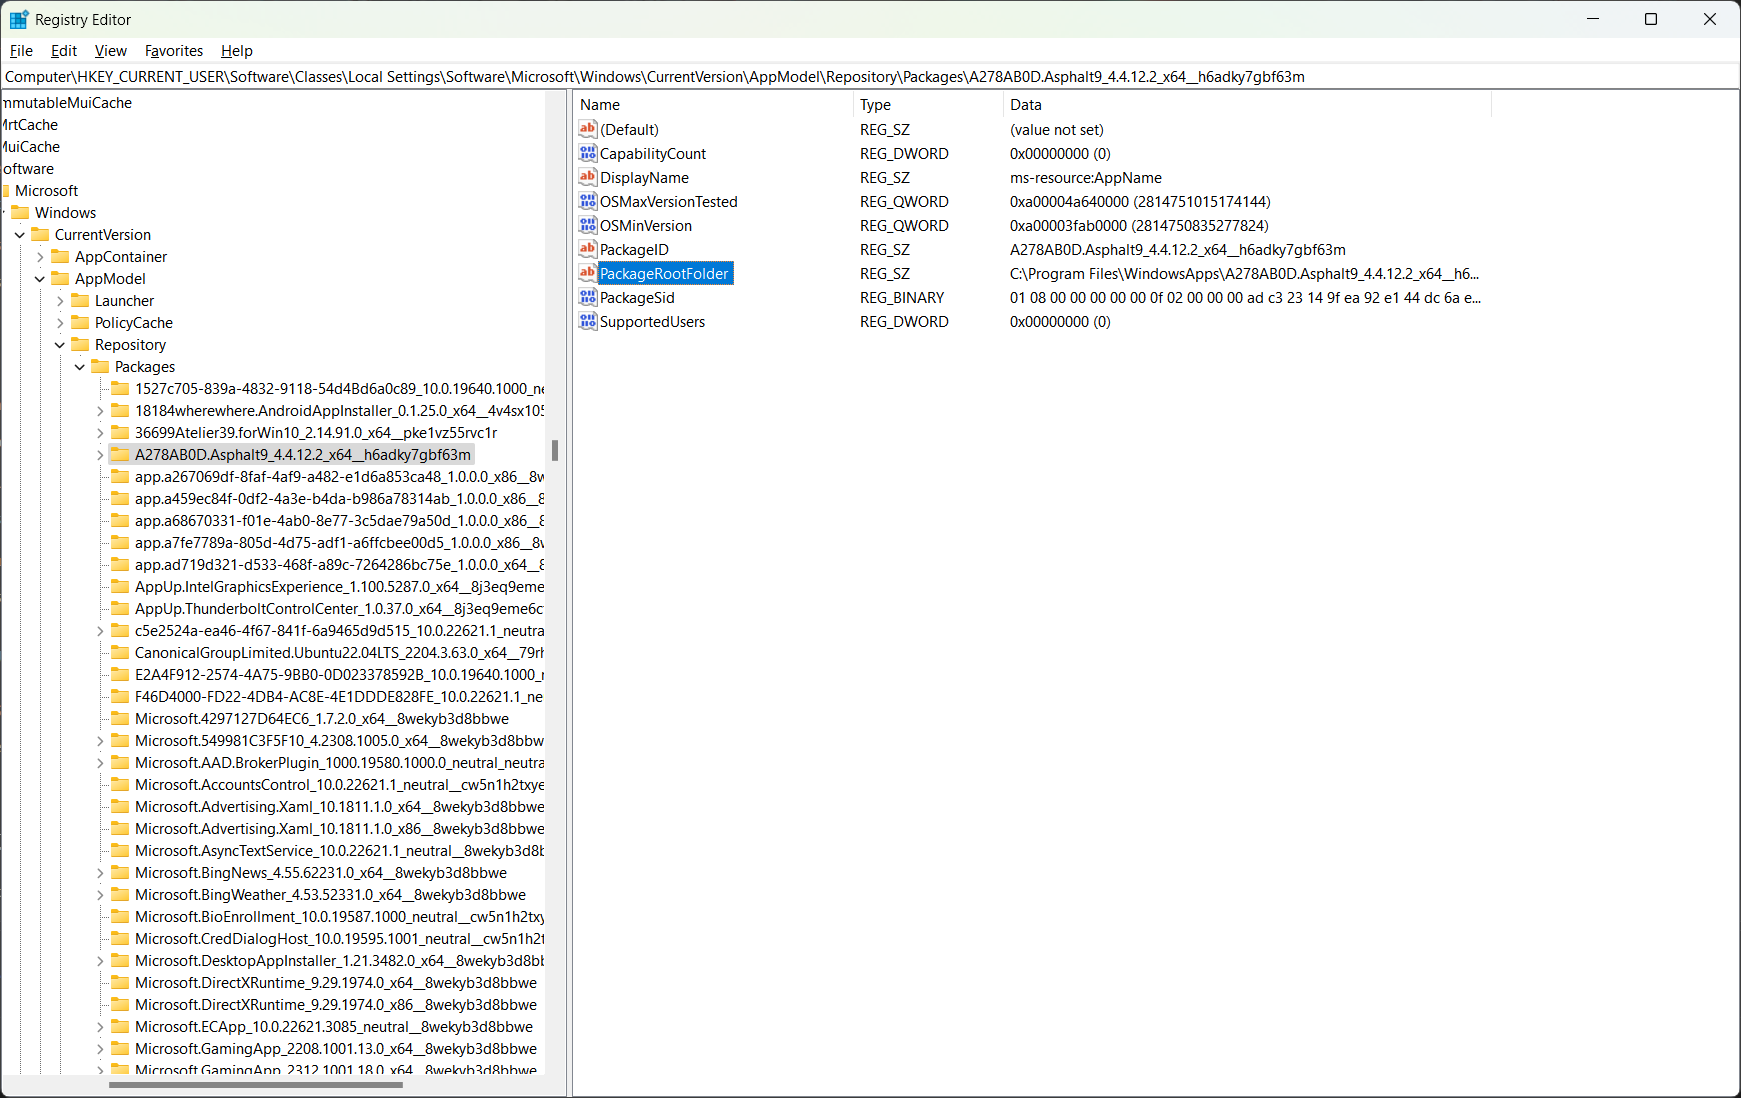 Registry Editor
File Edit View Favorites Help
Computer\HKEY_CURRENT_USER\Software\Classes\Local Settings\Software\Microsoft\Windows\CurrentVersion\AppModel\Repository\Packages\A278AB0D.Asphalt9_4.4.12.2_x64__h6adky7gbf63m
mmutableMuiCache
MrtCache
MuiCache
oftware
Microsoft
Windows
CurrentVersion
AppContainer
AppModel
Launcher
PolicyCache
Repository
Packages
1527c705-839a-4832-9118-54d4Bd6a0c89_10.0.19640.1000_ne
18184wherewhere.AndroidAppInstaller_0.1.25.0_x64__4v4sx105
36699Atelier39.forWin10_2.14.91.0_x64__pke1vz55rvc1r
A278AB0D.Asphalt9_4.4.12.2_x64__h6adky7gbf63m
app.a267069df-8faf-4af9-a482-e1d6a853ca48_1.0.0.0_x86__8w
app.a459ec84f-0df2-4a3e-b4da-b986a78314ab_1.0.0.0_x86__8
app.a68670331-f01e-4ab0-8e77-3c5dae79a50d_1.0.0.0_x86__8
app.a7fe7789a-805d-4d75-adf1-a6ffcbee00d5_1.0.0.0_x86__8w
app.ad719d321-d533-468f-a89c-7264286bc75e_1.0.0.0_x64__8
AppUp.IntelGraphicsExperience_1.100.5287.0_x64__8j3eq9eme
AppUp.ThunderboltControlCenter_1.0.37.0_x64__8j3eq9eme6c
c5e2524a-ea46-4f67-841f-6a9465d9d515_10.0.22621.1_neutra
CanonicalGroupLimited.Ubuntu22.04LTS_2204.3.63.0_x64__79rh
E2A4F912-2574-4A75-9BB0-0D023378592B_10.0.19640.1000_n
F46D4000-FD22-4DB4-AC8E-4E1DDDE828FE_10.0.22621.1_ne
Microsoft.4297127D64EC6_1.7.2.0_x64__8wekyb3d8bbwe
Microsoft.549981C3F5F10_4.2308.1005.0_x64__8wekyb3d8bbw
Microsoft.AAD.BrokerPlugin_1000.19580.1000.0_neutral_neutra
Microsoft.AccountsControl_10.0.22621.1_neutral__cw5n1h2txye
Microsoft.Advertising.Xaml_10.1811.1.0_x64__8wekyb3d8bbwe
Microsoft.Advertising.Xaml_10.1811.1.0_x86__8wekyb3d8bbwe
Microsoft.AsyncTextService_10.0.22621.1_neutral__8wekyb3d8b
Microsoft.BingNews_4.55.62231.0_x64__8wekyb3d8bbwe
Microsoft.BingWeather_4.53.52331.0_x64__8wekyb3d8bbwe
Microsoft.BioEnrollment_10.0.19587.1000_neutral__cw5n1h2txy
Microsoft.CredDialogHost_10.0.19595.1001_neutral__cw5n1h2t
Microsoft.DesktopAppInstaller_1.21.3482.0_x64__8wekyb3d8bb
Microsoft.DirectXRuntime_9.29.1974.0_x64__8wekyb3d8bbwe
Microsoft.DirectXRuntime_9.29.1974.0_x86__8wekyb3d8bbwe
Microsoft.ECApp_10.0.22621.3085_neutral__8wekyb3d8bbwe
Microsoft.GamingApp_2208.1001.13.0_x64__8wekyb3d8bbwe
Microsoft.GamingApp_2312.1001.18.0_x64__8wekyb3d8bbwe
Name Type Data
(Default) REG_SZ (value not set)
CapabilityCount REG_DWORD 0x00000000 (0)
DisplayName REG_SZ ms-resource:AppName
OSMaxVersionTested REG_QWORD 0xa00004a640000 (2814751015174144)
OSMinVersion REG_QWORD 0xa00003fab0000 (2814750835277824)
PackageID REG_SZ A278AB0D.Asphalt9_4.4.12.2_x64__h6adky7gbf63m
PackageRootFolder REG_SZ C:\Program Files\WindowsApps\A278AB0D.Asphalt9_4.4.12.2_x64__h6...
PackageSid REG_BINARY 01 08 00 00 00 00 00 0f 02 00 00 00 ad c3 23 14 9f ea 92 e1 44 dc 6a e...
SupportedUsers REG_DWORD 0x00000000 (0)